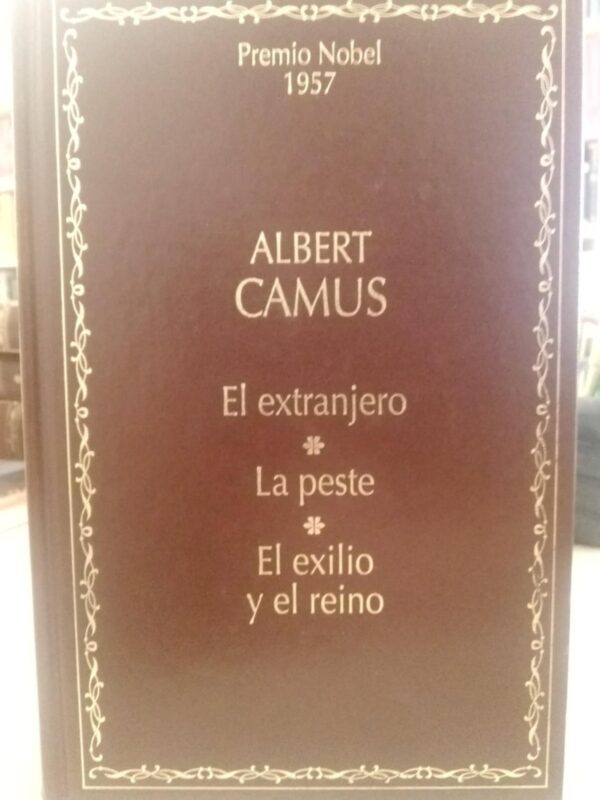 Premio Nobel
1957
ALBERT
CAMUS
El extranjero
La peste
El exilio
y el reino